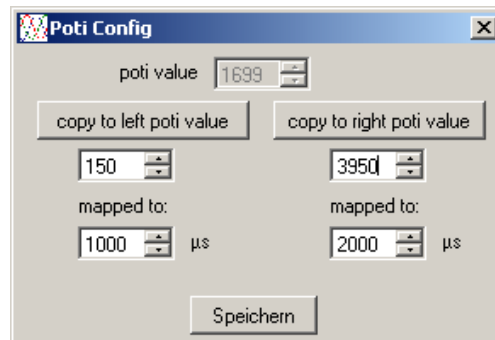 Poti Config
poti value 1699
copy to left poti value copy to right poti value
150 3950
mapped to: mapped to:
1000 µs 2000 µs
Speichern